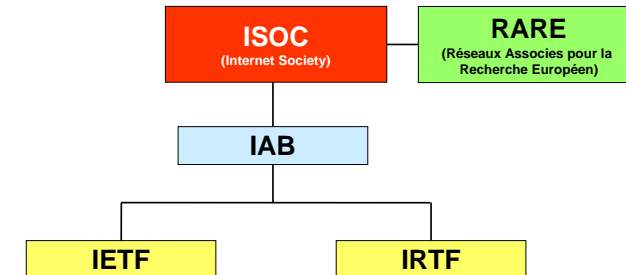 ISOC
(Internet Society)
RARE
(Réseaux Associes pour la
Recherche Européen)
IAB
IETF
IRTF